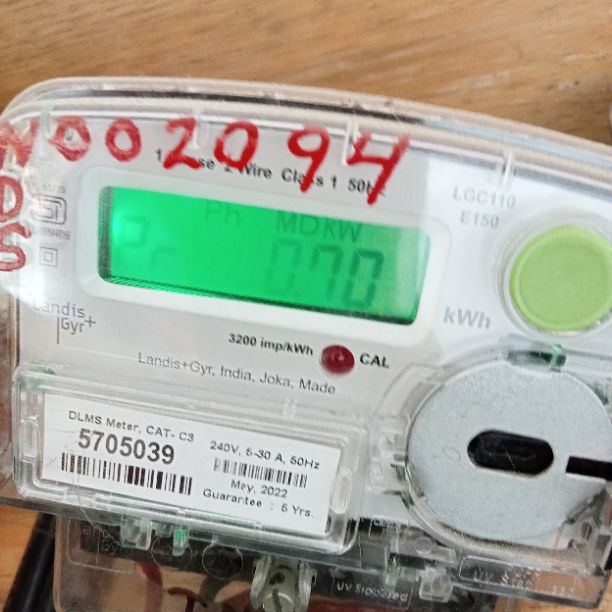 N002094
DS
1 Phase 2 Wire Class 1 50Hz
LGC110
E150
Ph MDKW
Pr 0.70
kWh
Landis
Gyr+
3200 imp/kWh CAL
Landis+Gyr, India, Joka, Made
DLMS Meter, CAT- C3
5705039
240V, 5-30 A, 50Hz
May, 2022
Guarantee : 5 Yrs.